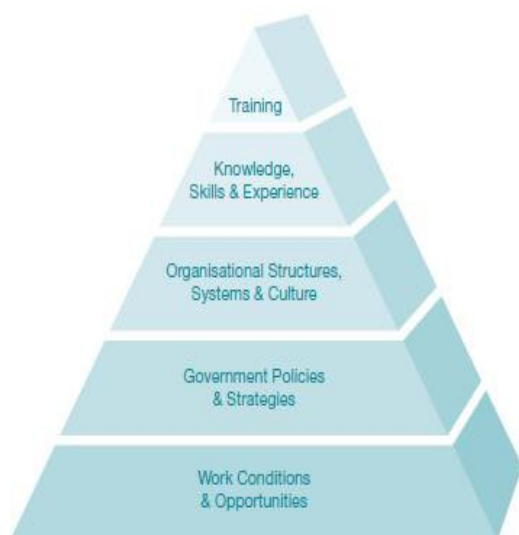 Training
Knowledge,
Skills & Experience
Organisational Structures,
Systems & Culture
Government Policies
& Strategies
Work Conditions
& Opportunities